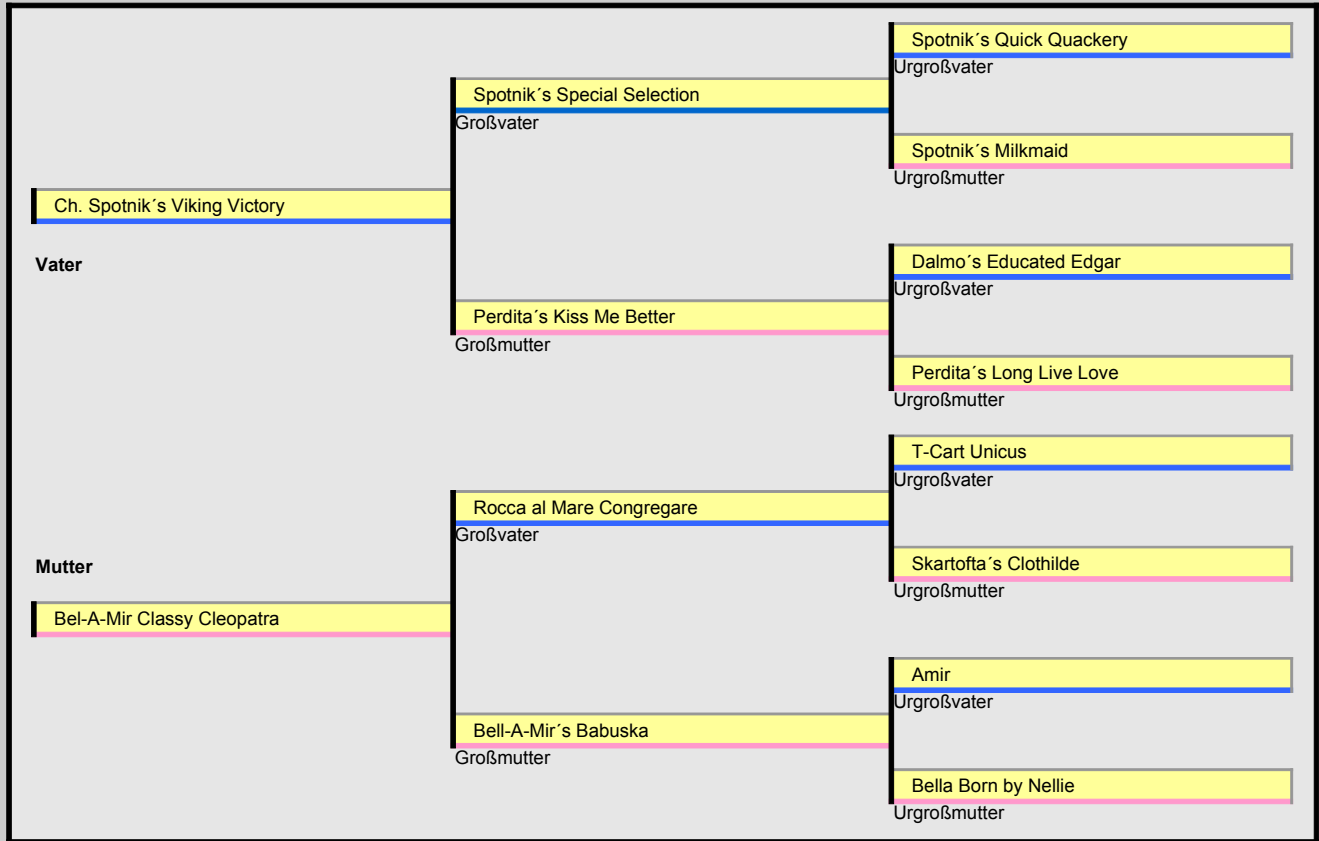 Spotnik´s Quick Quackery
Urgroßvater
Spotnik´s Special Selection
Großvater
Spotnik´s Milkmaid
Urgroßmutter
Ch. Spotnik´s Viking Victory
Vater
Dalmo´s Educated Edgar
Urgroßvater
Perdita´s Kiss Me Better
Großmutter
Perdita´s Long Live Love
Urgroßmutter
T-Cart Unicus
Urgroßvater
Rocca al Mare Congregare
Großvater
Skartofta´s Clothilde
Urgroßmutter
Mutter
Bel-A-Mir Classy Cleopatra
Amir
Urgroßvater
Bell-A-Mir´s Babuska
Großmutter
Bella Born by Nellie
Urgroßmutter